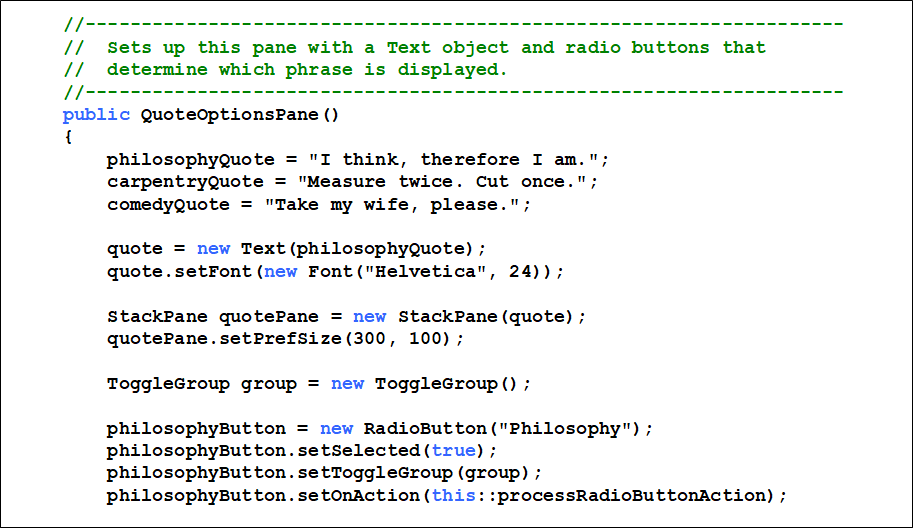 //--------------------------------------------------------------------
//  Sets up this pane with a Text object and radio buttons that
//  determine which phrase is displayed.
//--------------------------------------------------------------------
public QuoteOptionsPane()
{
    philosophyQuote = "I think, therefore I am.";
    carpentryQuote = "Measure twice. Cut once.";
    comedyQuote = "Take my wife, please.";

    quote = new Text(philosophyQuote);
    quote.setFont(new Font("Helvetica", 24));

    StackPane quotePane = new StackPane(quote);
    quotePane.setPrefSize(300, 100);

    ToggleGroup group = new ToggleGroup();

    philosophyButton = new RadioButton("Philosophy");
    philosophyButton.setSelected(true);
    philosophyButton.setToggleGroup(group);
    philosophyButton.setOnAction(this::processRadioButtonAction);